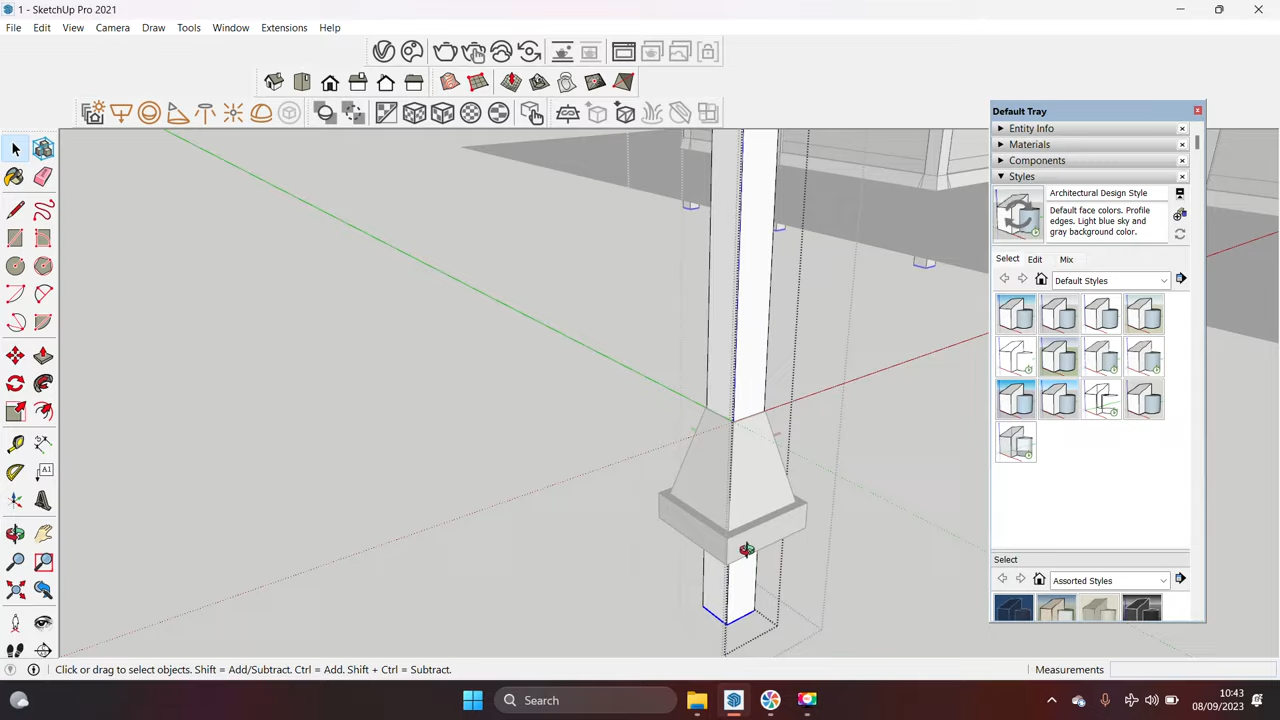 1 - SketchUp Pro 2021
File Edit View Camera Draw Tools Window Extensions Help
Default Tray
Entity Info
Materials
Components
Styles
Architectural Design Style
Default face colors. Profile
edges. Light blue sky and
gray background color.
Select Edit Mix
Default Styles
A1
Select
Assorted Styles
Click or drag to select objects. Shift = Add/Subtract. Ctrl = Add. Shift + Ctrl = Subtract.
Measurements
Search
10:43
08/09/2023